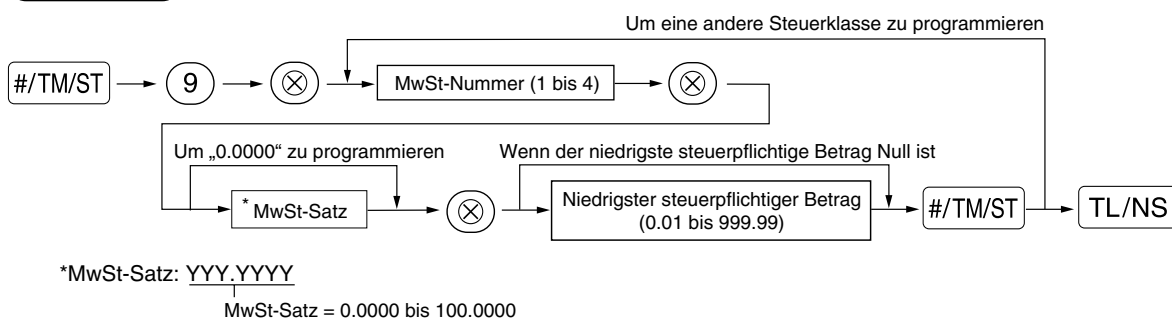 Um eine andere Steuerklasse zu programmieren
#/TM/ST
9
MwSt-Nummer (1 bis 4)
Um „0.0000“ zu programmieren
Wenn der niedrigste steuerpflichtige Betrag Null ist
*MwSt-Satz
Niedrigster steuerpflichtiger Betrag
(0.01 bis 999.99)
#/TM/ST
TL/NS
*MwSt-Satz: YYY.YYYY
MwSt-Satz = 0.0000 bis 100.0000